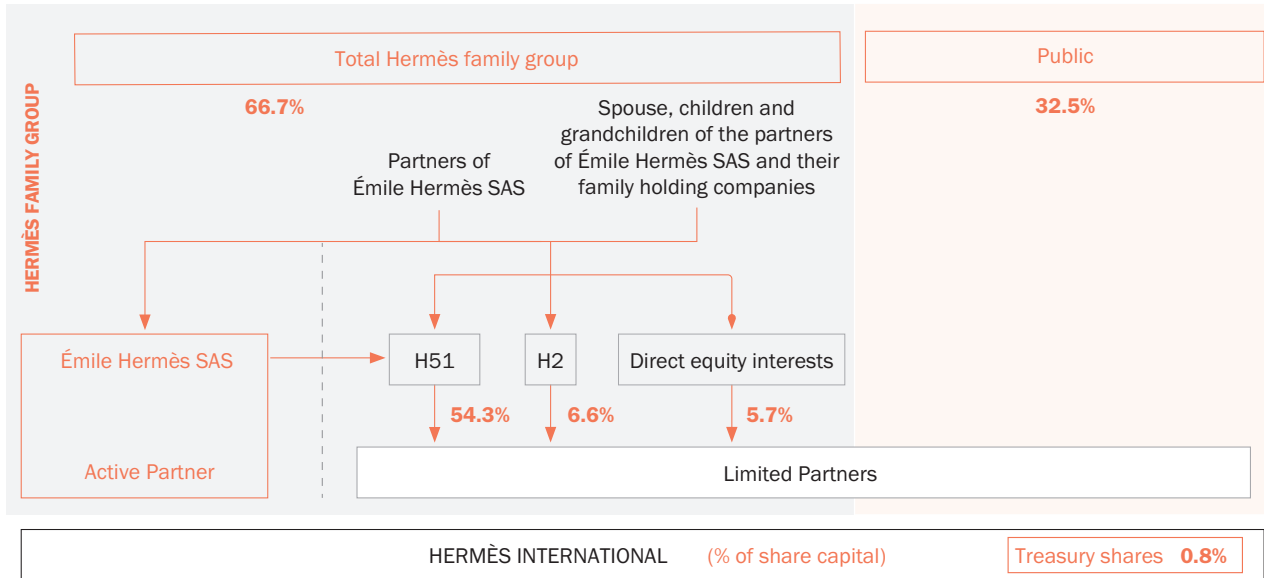 HERMÈS FAMILY GROUP
Total Hermès family group
Public
66.7%
32.5%
Spouse, children and
grandchildren of the partners
of Émile Hermès SAS and their
family holding companies
Partners of
Émile Hermès SAS
Émile Hermès SAS
Active Partner
H51
H2
Direct equity interests
54.3%
6.6%
5.7%
Limited Partners
HERMÈS INTERNATIONAL (% of share capital)
Treasury shares 0.8%